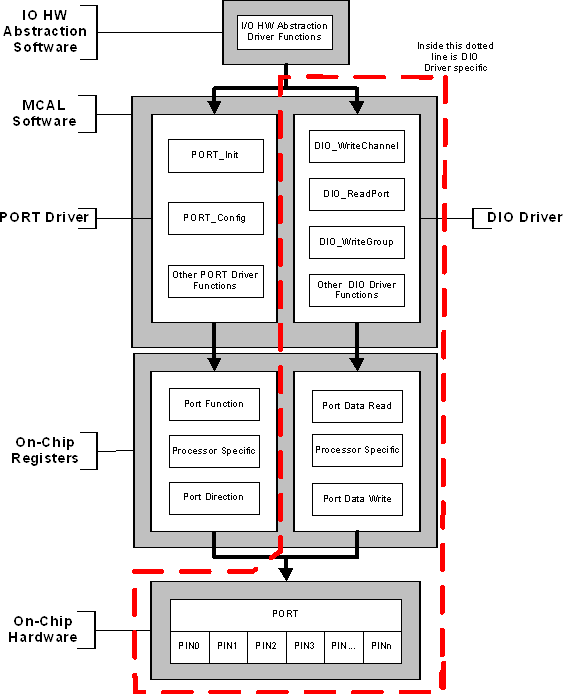 IO HW
Abstraction
Software
I/O HW Abstraction
Driver Functions
Inside this dotted
line is DIO
Driver specific
MCAL
Software
PORT_Init
DIO_WriteChannel
DIO_ReadPort
PORT Driver
PORT_Config
DIO Driver
DIO_WriteGroup
Other PORT Driver
Functions
Other DIO Driver
Functions
Port Function
Port Data Read
On-Chip
Registers
Processor Specific
Processor Specific
Port Direction
Port Data Write
On-Chip
Hardware
PORT
PIN0 PIN1 PIN2 PIN3 PIN... PINn